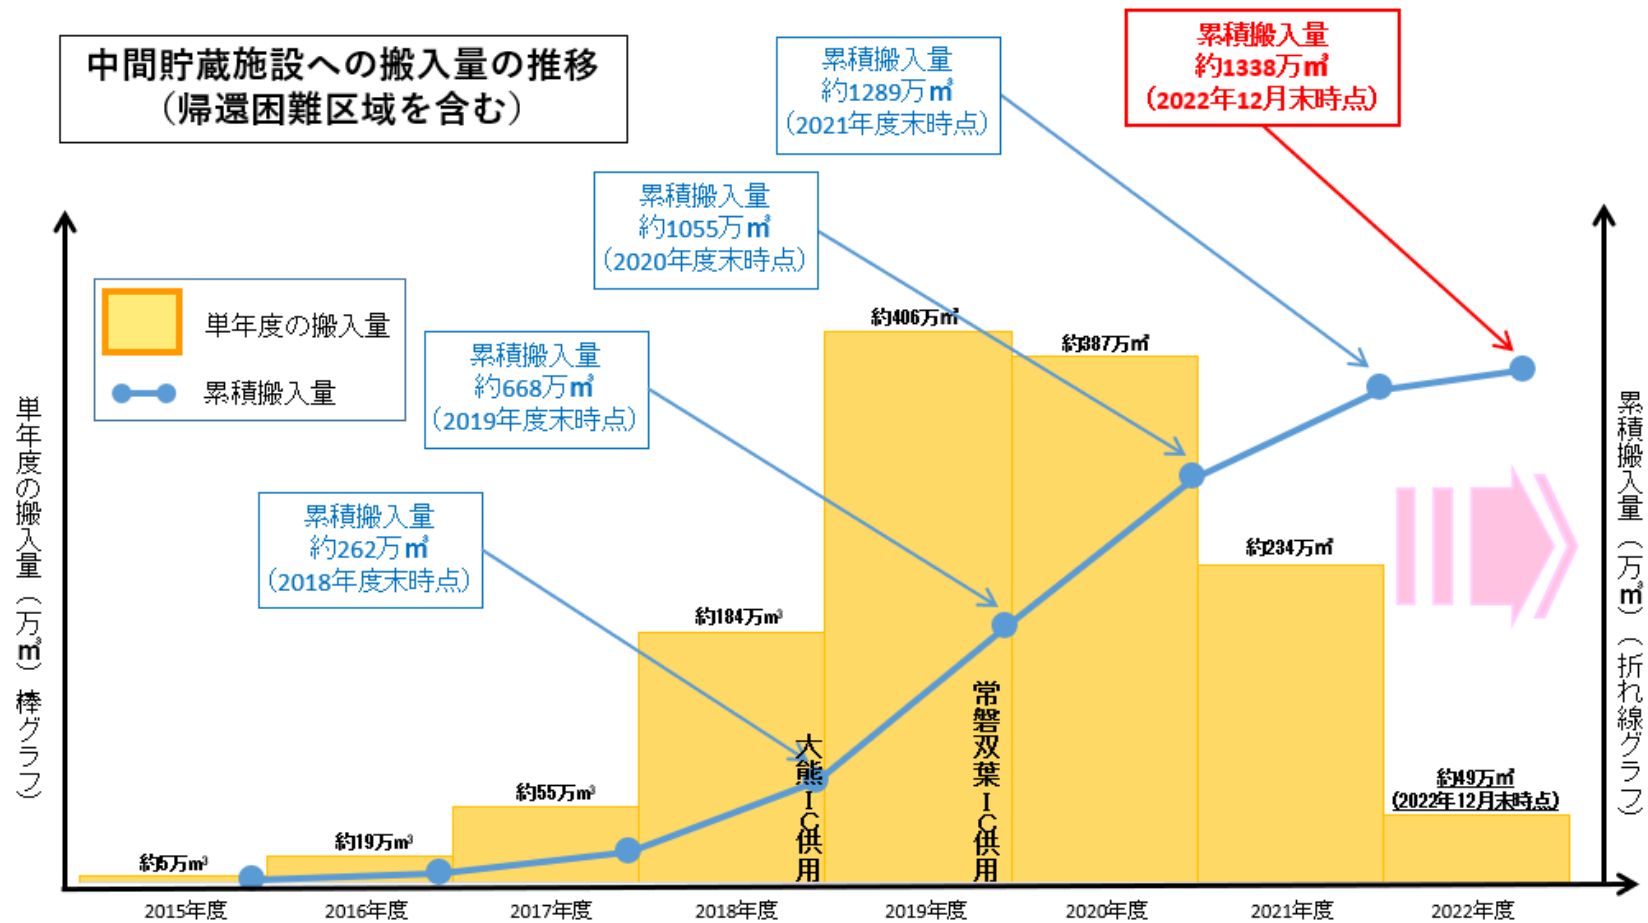 中間貯蔵施設への搬入量の推移
（帰還困難区域を含む）
累積搬入量
約1289万㎥
（2021年度末時点）
累積搬入量
約1338万㎥
（2022年12月末時点）
累積搬入量
約1055万㎥
（2020年度末時点）
単年度の搬入量
累積搬入量
累積搬入量
約668万㎥
（2019年度末時点）
累積搬入量
約262万㎥
（2018年度末時点）
単年度の搬入量（万㎥）棒グラフ）
累積搬入量（万㎥）（折れ線グラフ）
約5万m³
約19万m³
約55万m³
約184万m³
約406万㎥
約387万㎥
約234万㎥
約49万㎥
(2022年12月末時点)
大熊IC供用
常磐双葉IC供用
2015年度
2016年度
2017年度
2018年度
2019年度
2020年度
2021年度
2022年度